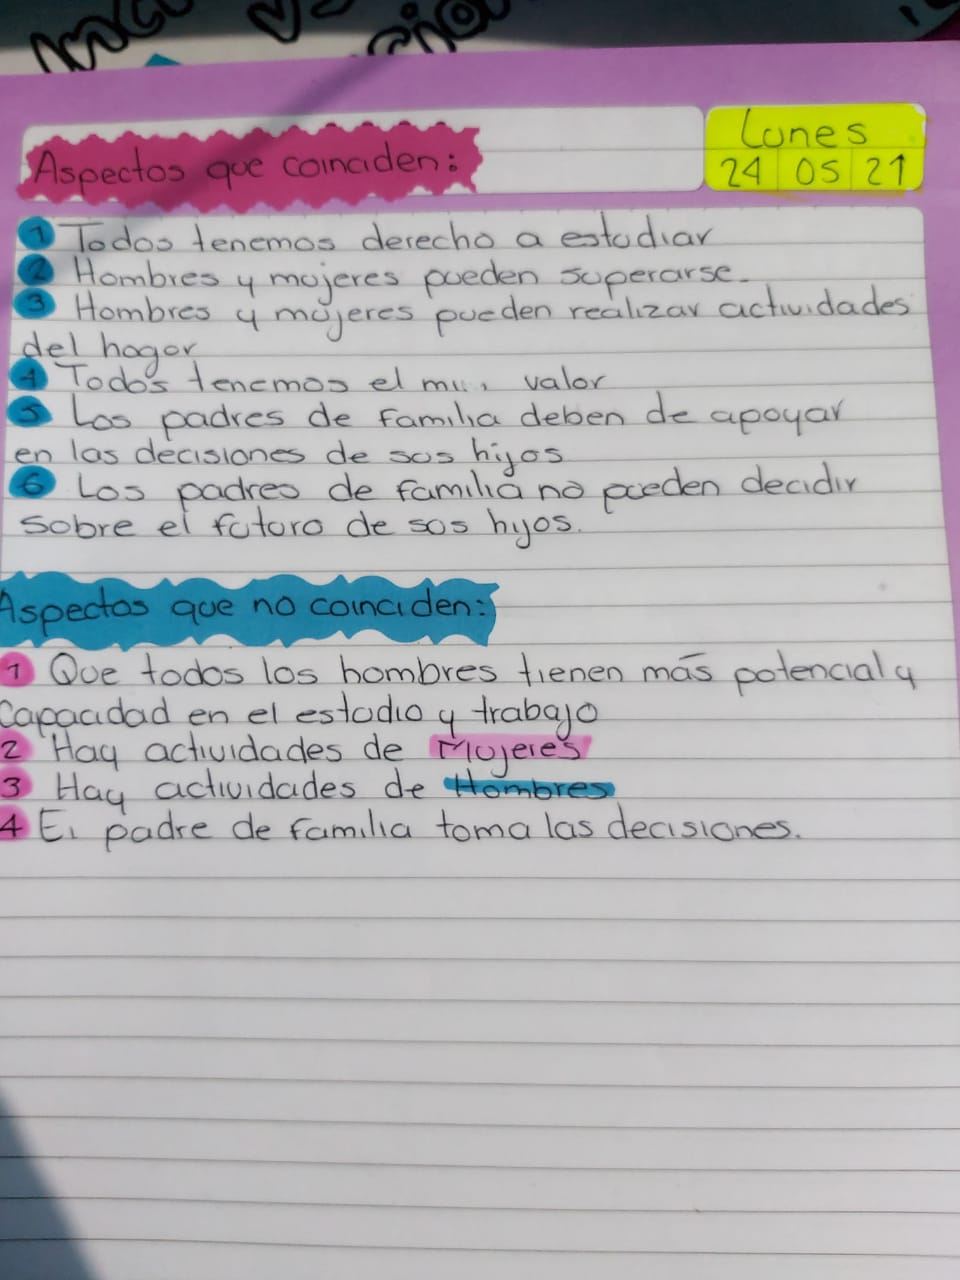 Aspectos que coinciden:
Lunes
24 05 21
1 Todos tenemos derecho a estudiar
2 Hombres y mujeres pueden superarse.
3 Hombres y mujeres pueden realizar actividades
del hogar
4 Todos tenemos el valor
5 Los padres de familia deben de apoyar
en las decisiones de sus hijos
6 Los padres de familia no pueden decidir
sobre el futuro de sus hijos.
Aspectos que no coinciden:
1 Que todos los hombres tienen más potencial y
Capacidad en el estudio y trabajo
2 Hay actividades de Mujeres
3 Hay actividades de Hombres
4 El padre de familia toma las decisiones.